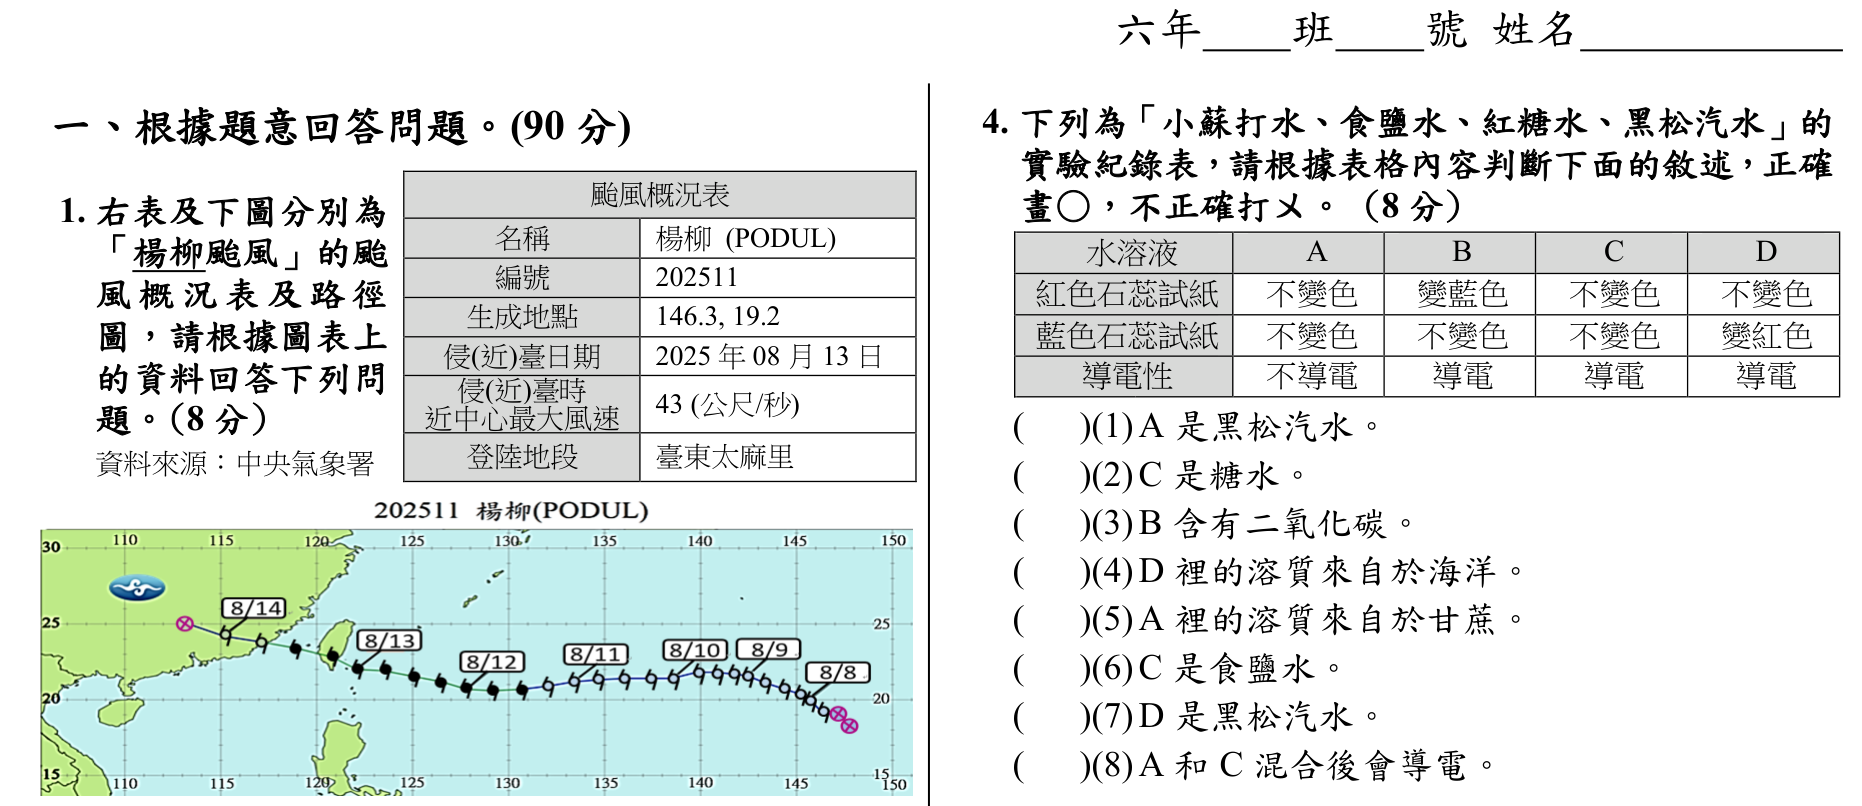 六年____班____號 姓名____________
一、根據題意回答問題。(90 分)
1. 右表及下圖分別為
「楊柳颱風」的颱
風概況表及路徑
圖，請根據圖表上
的資料回答下列問
題。（8 分）
資料來源：中央氣象署
颱風概況表
名稱 楊柳 (PODUL)
編號 202511
生成地點 146.3, 19.2
侵(近)臺日期 2025 年 08 月 13 日
侵(近)臺時
近中心最大風速 43 (公尺/秒)
登陸地段 臺東太麻里
202511 楊柳(PODUL)
30 110 115 120 125 130 135 140 145 150
8/14
25 25
8/13 8/12 8/11 8/10 8/9 8/8
20 20
15 15
110 115 120 125 130 135 140 145 150
4. 下列為「小蘇打水、食鹽水、紅糖水、黑松汽水」的
實驗紀錄表，請根據表格內容判斷下面的敘述，正確
畫○，不正確打ㄨ。（8 分）
水溶液 A B C D
紅色石蕊試紙 不變色 變藍色 不變色 不變色
藍色石蕊試紙 不變色 不變色 不變色 變紅色
導電性 不導電 導電 導電 導電
( )(1) A 是黑松汽水。
( )(2) C 是糖水。
( )(3) B 含有二氧化碳。
( )(4) D 裡的溶質來自於海洋。
( )(5) A 裡的溶質來自於甘蔗。
( )(6) C 是食鹽水。
( )(7) D 是黑松汽水。
( )(8) A 和 C 混合後會導電。